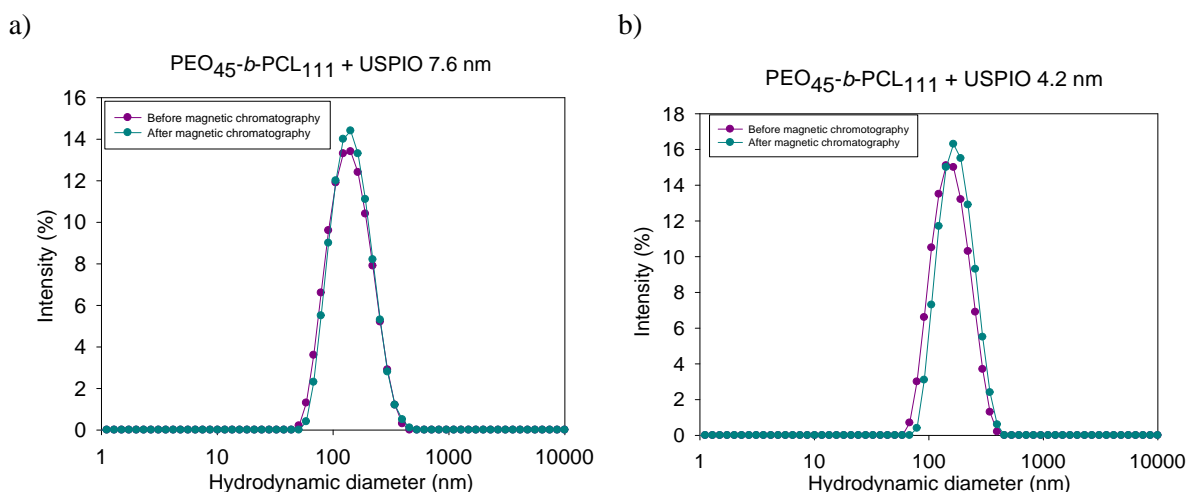 a)
PEO45-b-PCL111 + USPIO 7.6 nm
16
14
12
10
8
6
4
2
0
Intensity (%)
Before magnetic chromatography
After magnetic chromatography
1 10 100 1000 10000
Hydrodynamic diameter (nm)
b)
PEO45-b-PCL111 + USPIO 4.2 nm
18
16
14
12
10
8
6
4
2
0
Intensity (%)
Before magnetic chromotography
After magnetic chromatography
1 10 100 1000 10000
Hydrodynamic diameter (nm)